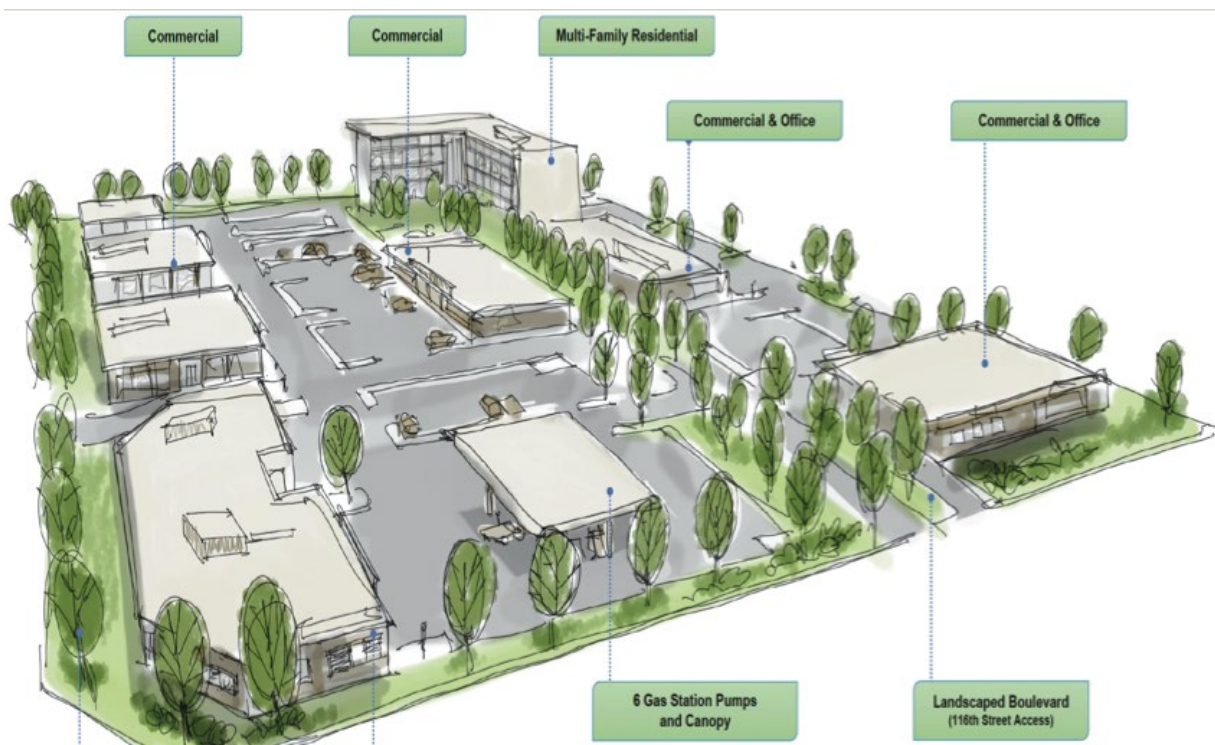 Commercial
Commercial
Multi-Family Residential
Commercial & Office
Commercial & Office
6 Gas Station Pumps
and Canopy
Landscaped Boulevard
(116th Street Access)